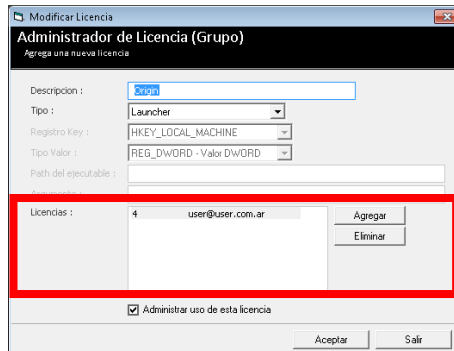 Modificar Licencia
Administrador de Licencia (Grupo)
Agrega una nueva licencia
Descripcion : Origin
Tipo : Launcher
Registro Key : HKEY_LOCAL_MACHINE
Tipo Valor : REG_DWORD - Valor DWORD
Path del ejecutable :
Licencias : 4 user@user.com.ar Agregar
Eliminar
Administrar uso de esta licencia
Aceptar Salir